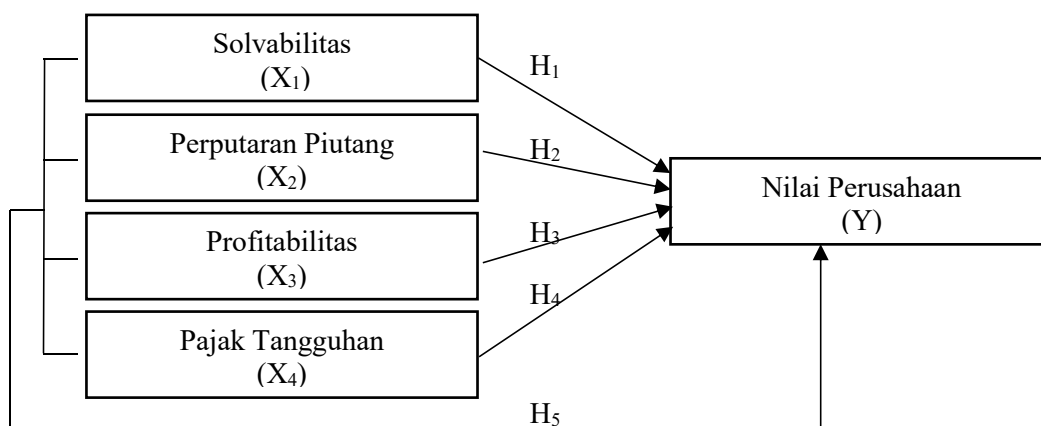 Solvabilitas
(X₁)
H₁
Perputaran Piutang
(X₂)
H₂
Nilai Perusahaan
(Y)
Profitabilitas
(X₃)
H₃
H₄
Pajak Tangguhan
(X₄)
H₅